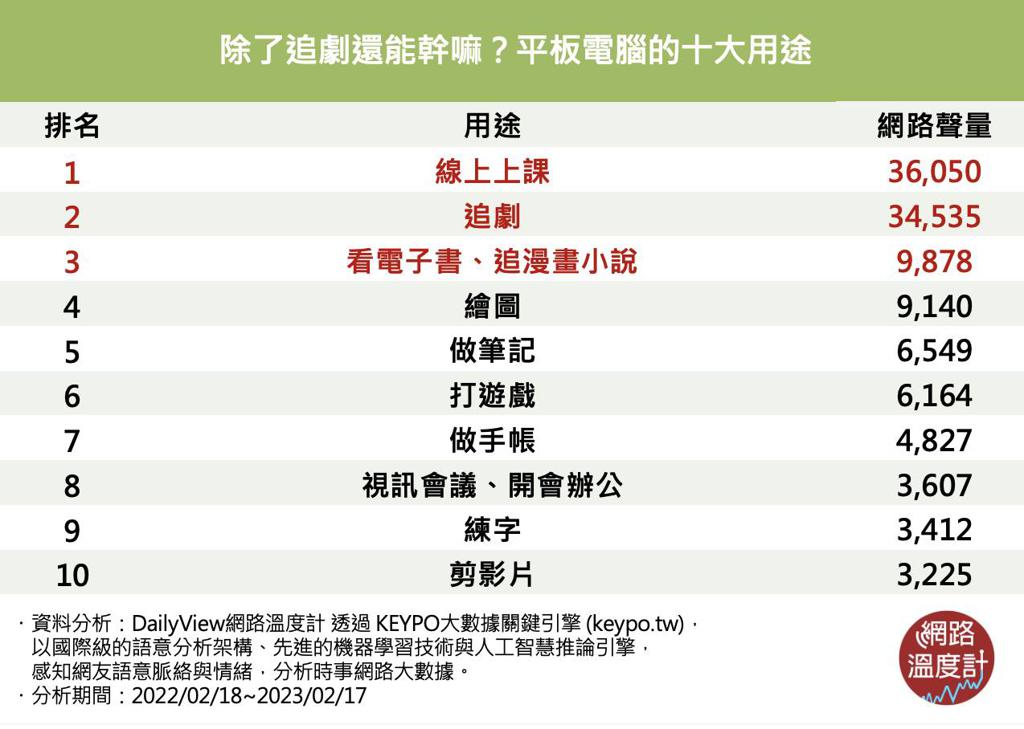 除了追劇還能幹嘛？平板電腦的十大用途
排名 用途 網路聲量
1 線上上課 36,050
2 追劇 34,535
3 看電子書、追漫畫小說 9,878
4 繪圖 9,140
5 做筆記 6,549
6 打遊戲 6,164
7 做手帳 4,827
8 視訊會議、開會辦公 3,607
9 練字 3,412
10 剪影片 3,225
· 資料分析：DailyView網路溫度計 透過 KEYPO大數據關鍵引擎 (keypo.tw)，
以國際級的語意分析架構、先進的機器學習技術與人工智慧推論引擎，
感知網友語意脈絡與情緒，分析時事網路大數據。
· 分析期間：2022/02/18~2023/02/17
網路
溫度計